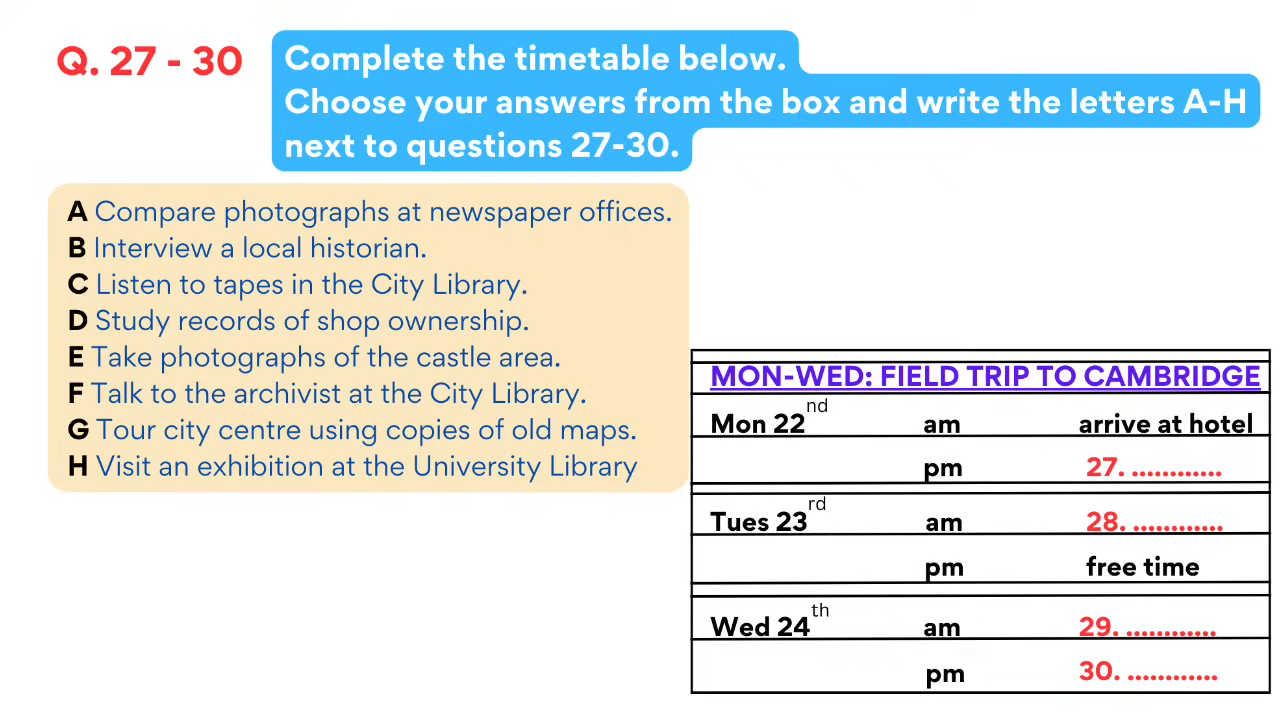 Q. 27 - 30
Complete the timetable below.
Choose your answers from the box and write the letters A-H
next to questions 27-30.
A Compare photographs at newspaper offices.
B Interview a local historian.
C Listen to tapes in the City Library.
D Study records of shop ownership.
E Take photographs of the castle area.
F Talk to the archivist at the City Library.
G Tour city centre using copies of old maps.
H Visit an exhibition at the University Library
MON-WED: FIELD TRIP TO CAMBRIDGE
Mon 22nd am arrive at hotel
pm 27. ............
Tues 23rd am 28. ............
pm free time
Wed 24th am 29. ............
pm 30. ............